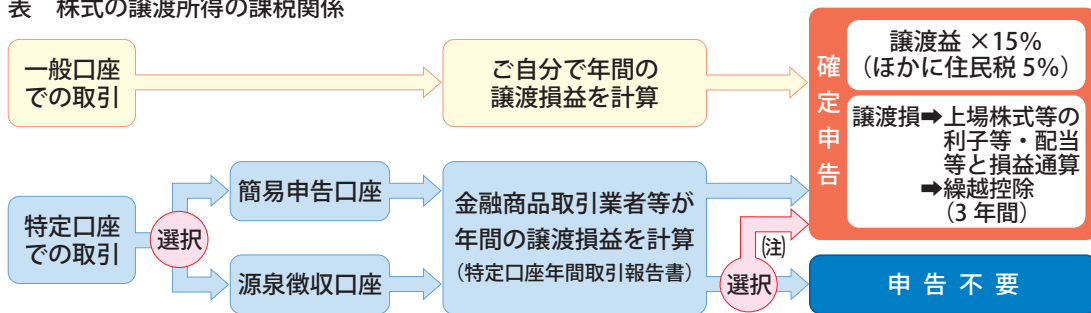 表　株式の譲渡所得の課税関係
一般口座
での取引
ご自分で年間の
譲渡損益を計算
確定申告
譲渡益×15%
（ほかに住民税5%）
譲渡損➡上場株式等の
利子等・配当
等と損益通算
➡繰越控除
（3年間）
特定口座
での取引
選択
簡易申告口座
源泉徴収口座
金融商品取引業者等が
年間の譲渡損益を計算
（特定口座年間取引報告書）
選択
（注）
申告不要